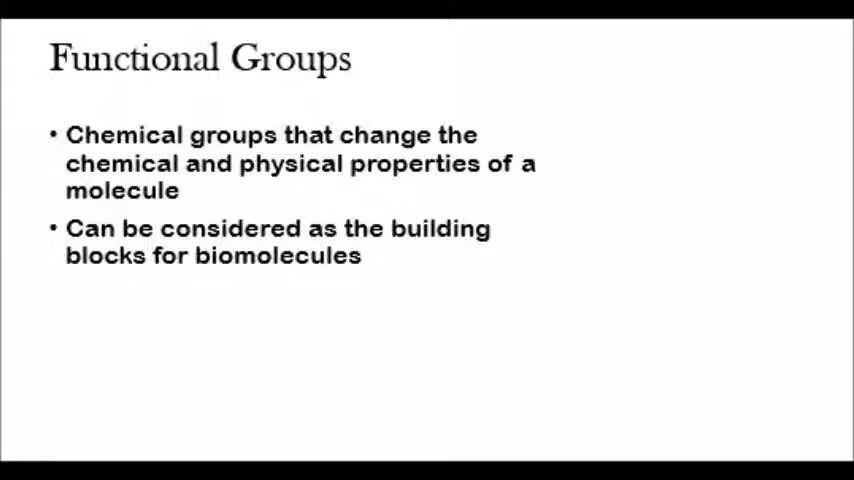 Functional Groups
• Chemical groups that change the
chemical and physical properties of a
molecule
• Can be considered as the building
blocks for biomolecules